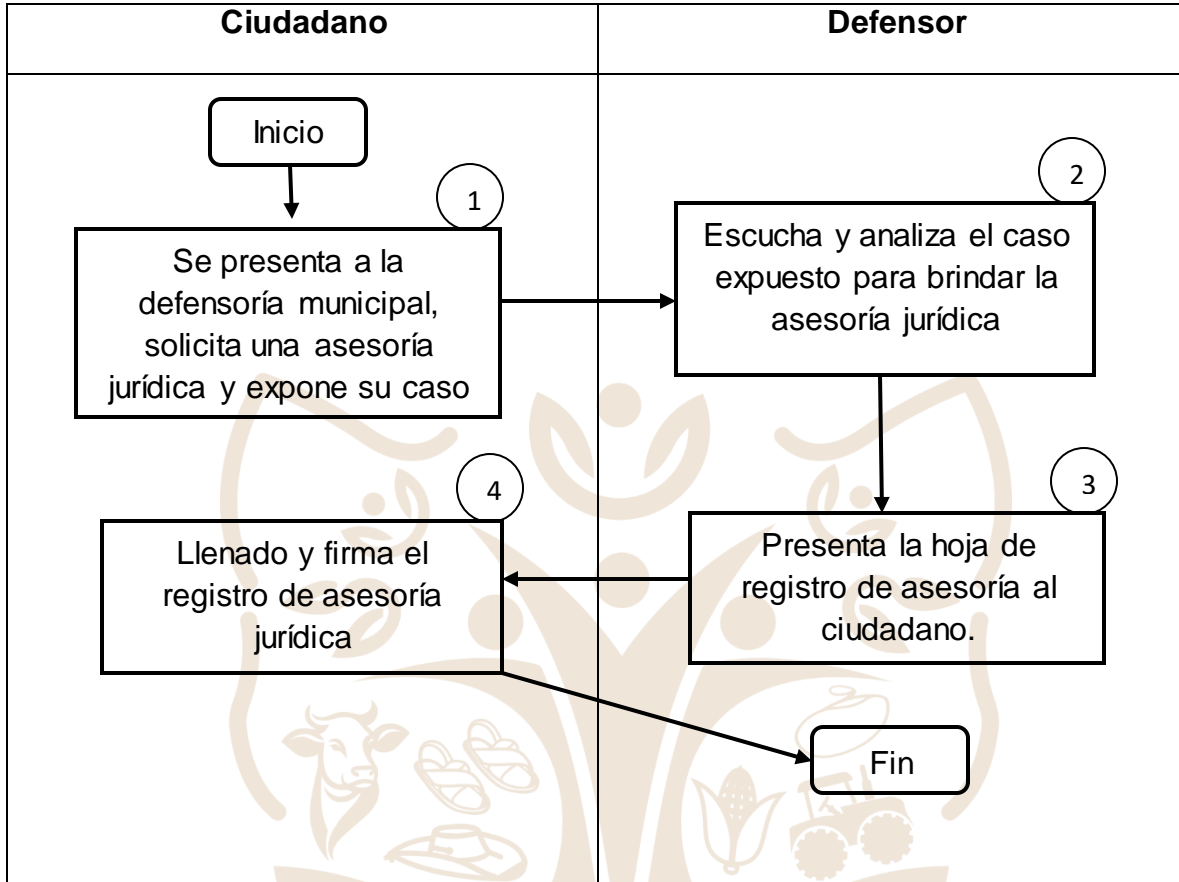 Ciudadano
Defensor
Inicio
1
Se presenta a la
defensoría municipal,
solicita una asesoría
jurídica y expone su caso
2
Escucha y analiza el caso
expuesto para brindar la
asesoría jurídica
3
Presenta la hoja de
registro de asesoría al
ciudadano.
4
Llenado y firma el
registro de asesoría
jurídica
Fin